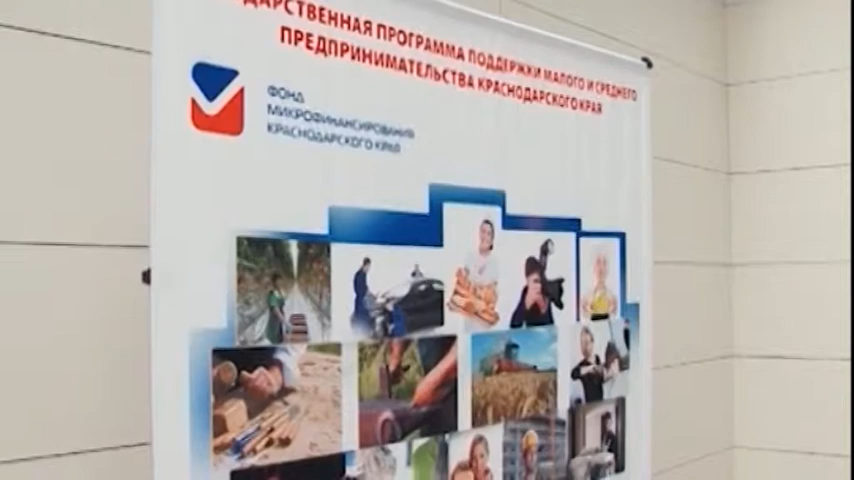 ДАРСТВЕННАЯ ПРОГРАММА ПОДДЕРЖКИ МАЛОГО И СРЕДНЕГО
ПРЕДПРИНИМАТЕЛЬСТВА КРАСНОДАРСКОГО КРАЯ
ФОНД
МИКРОФИНАНСИРОВАНИЯ
КРАСНОДАРСКОГО КРАЯ